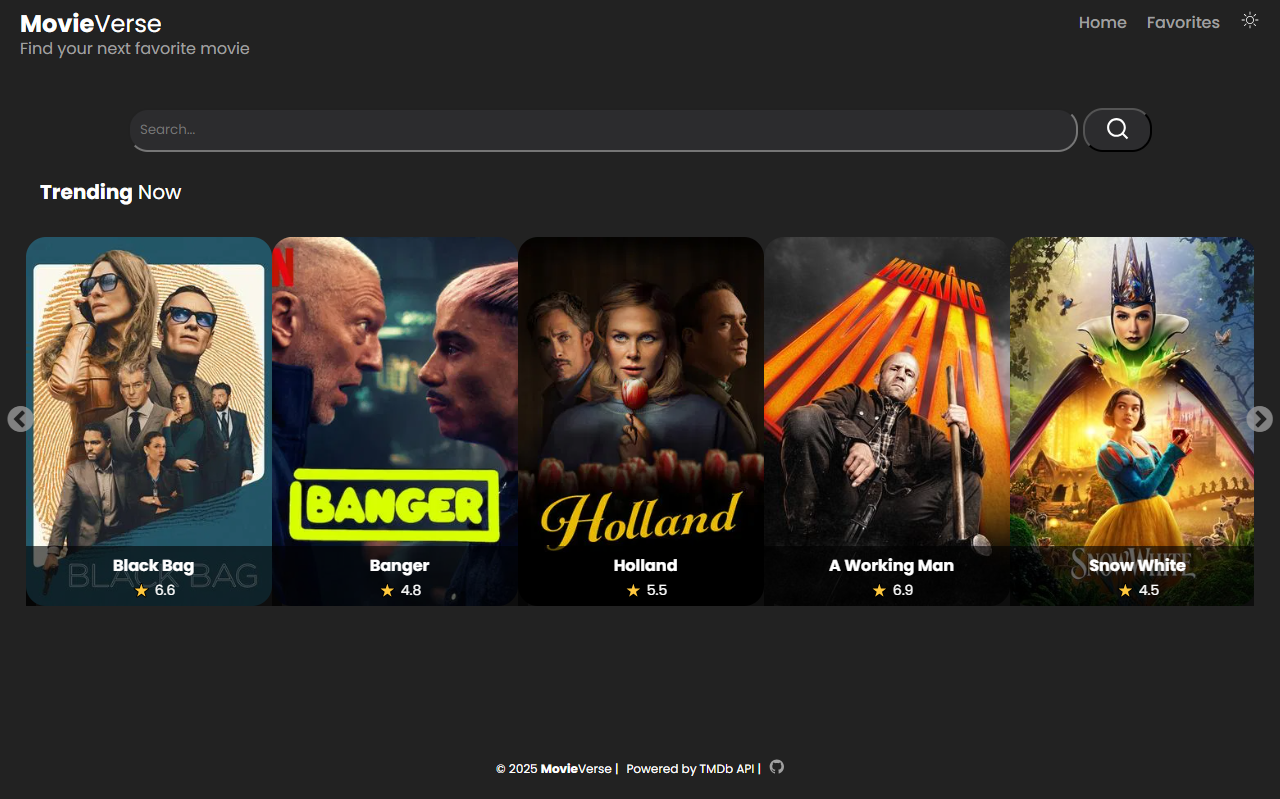 MovieVerse
Find your next favorite movie
Home Favorites
Search...
Trending Now
N
BANGER
Holland
A
WORKING
MAN
BLACK BAG
SNOW WHITE
Black Bag
6.6
Banger
4.8
Holland
5.5
A Working Man
6.9
Snow White
4.5
© 2025 MovieVerse | Powered by TMDb API |